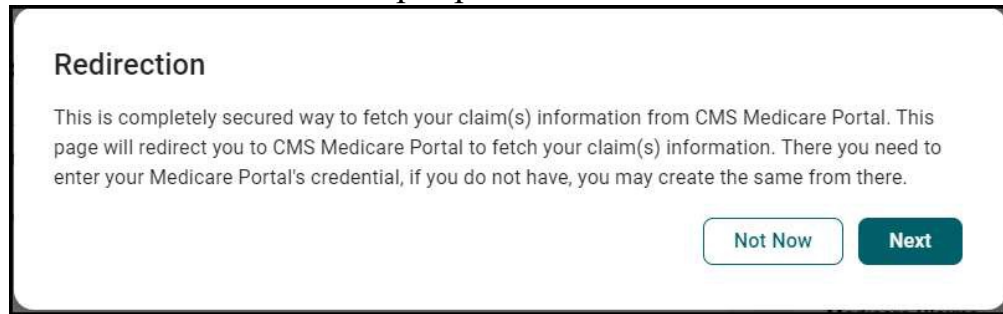 Redirection
This is completely secured way to fetch your claim(s) information from CMS Medicare Portal. This
page will redirect you to CMS Medicare Portal to fetch your claim(s) information. There you need to
enter your Medicare Portal's credential, if you do not have, you may create the same from there.
Not Now Next